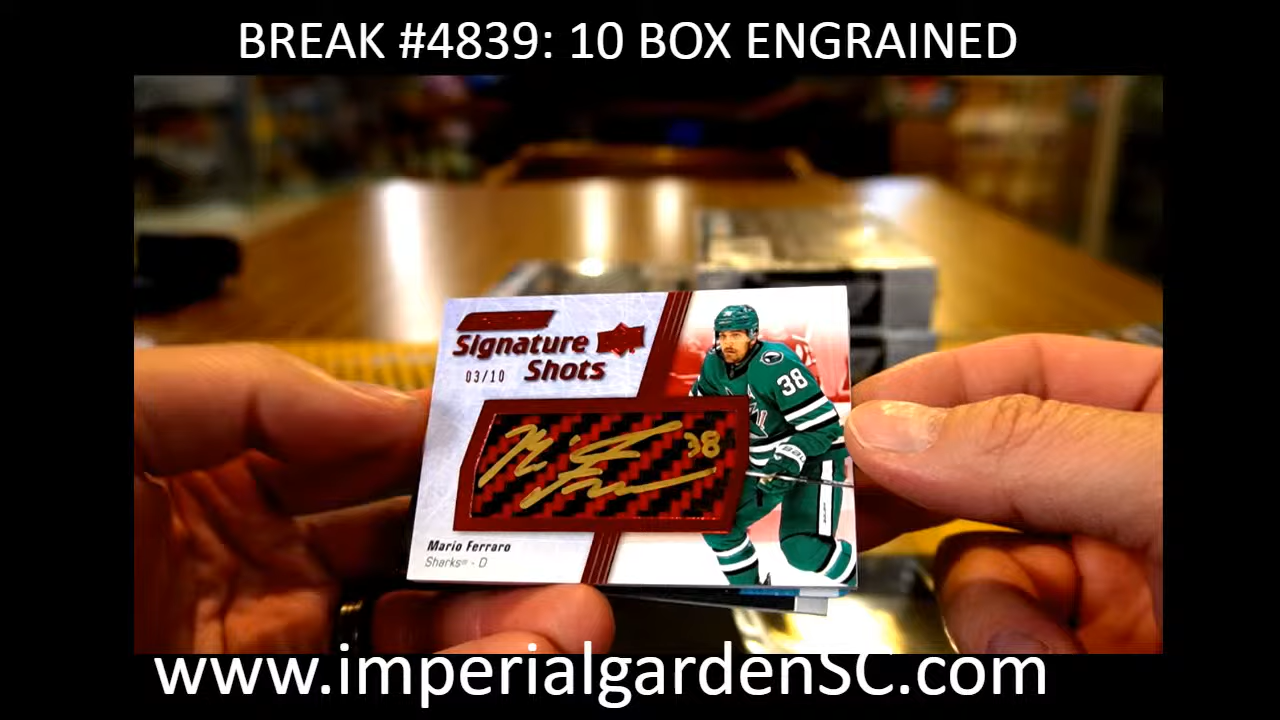 BREAK #4839: 10 BOX ENGRAINED
Signature
03/10 Shots
38
38
Mario Ferraro
Sharks - D
www.imperialgardenSC.com